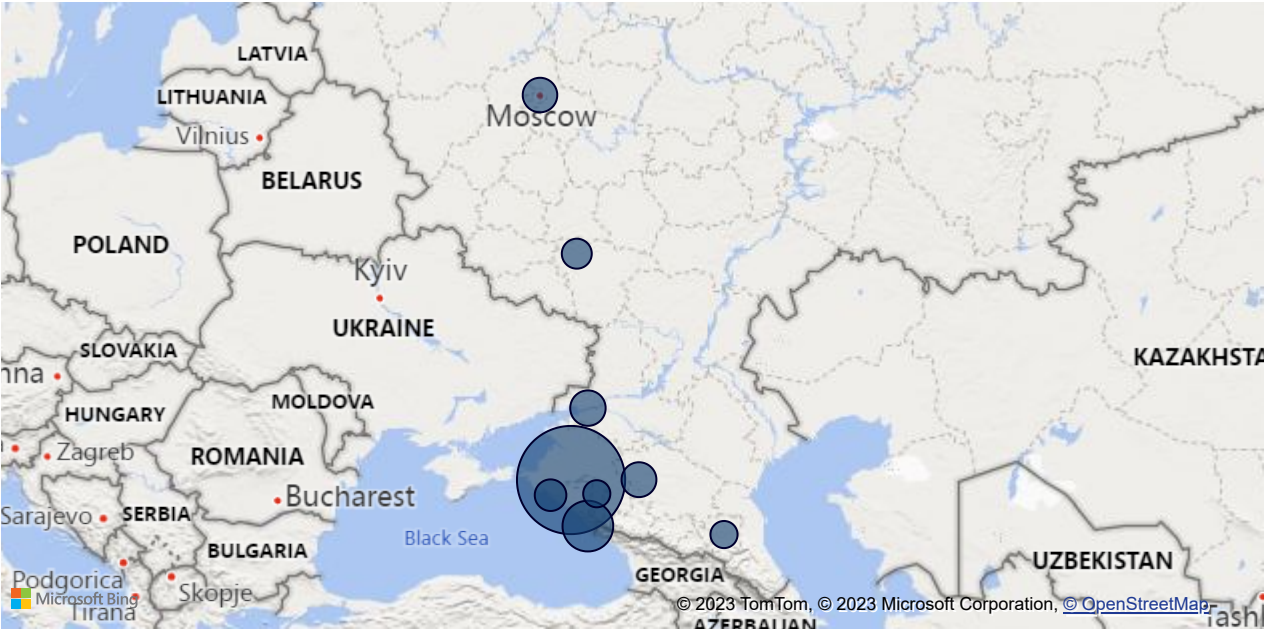 LATVIA
LITHUANIA
Moscow
Vilnius
BELARUS
POLAND
Kyiv
UKRAINE
SLOVAKIA
KAZAKHSTA
nna
MOLDOVA
HUNGARY
Zagreb
ROMANIA
Bucharest
Sarajevo
SERBIA
Black Sea
BULGARIA
UZBEKISTAN
GEORGIA
Podgorica
Skopje
Microsoft Bing
© 2023 TomTom, © 2023 Microsoft Corporation, © OpenStreetMap
Tirana
Tashk
AZERBAIJAN